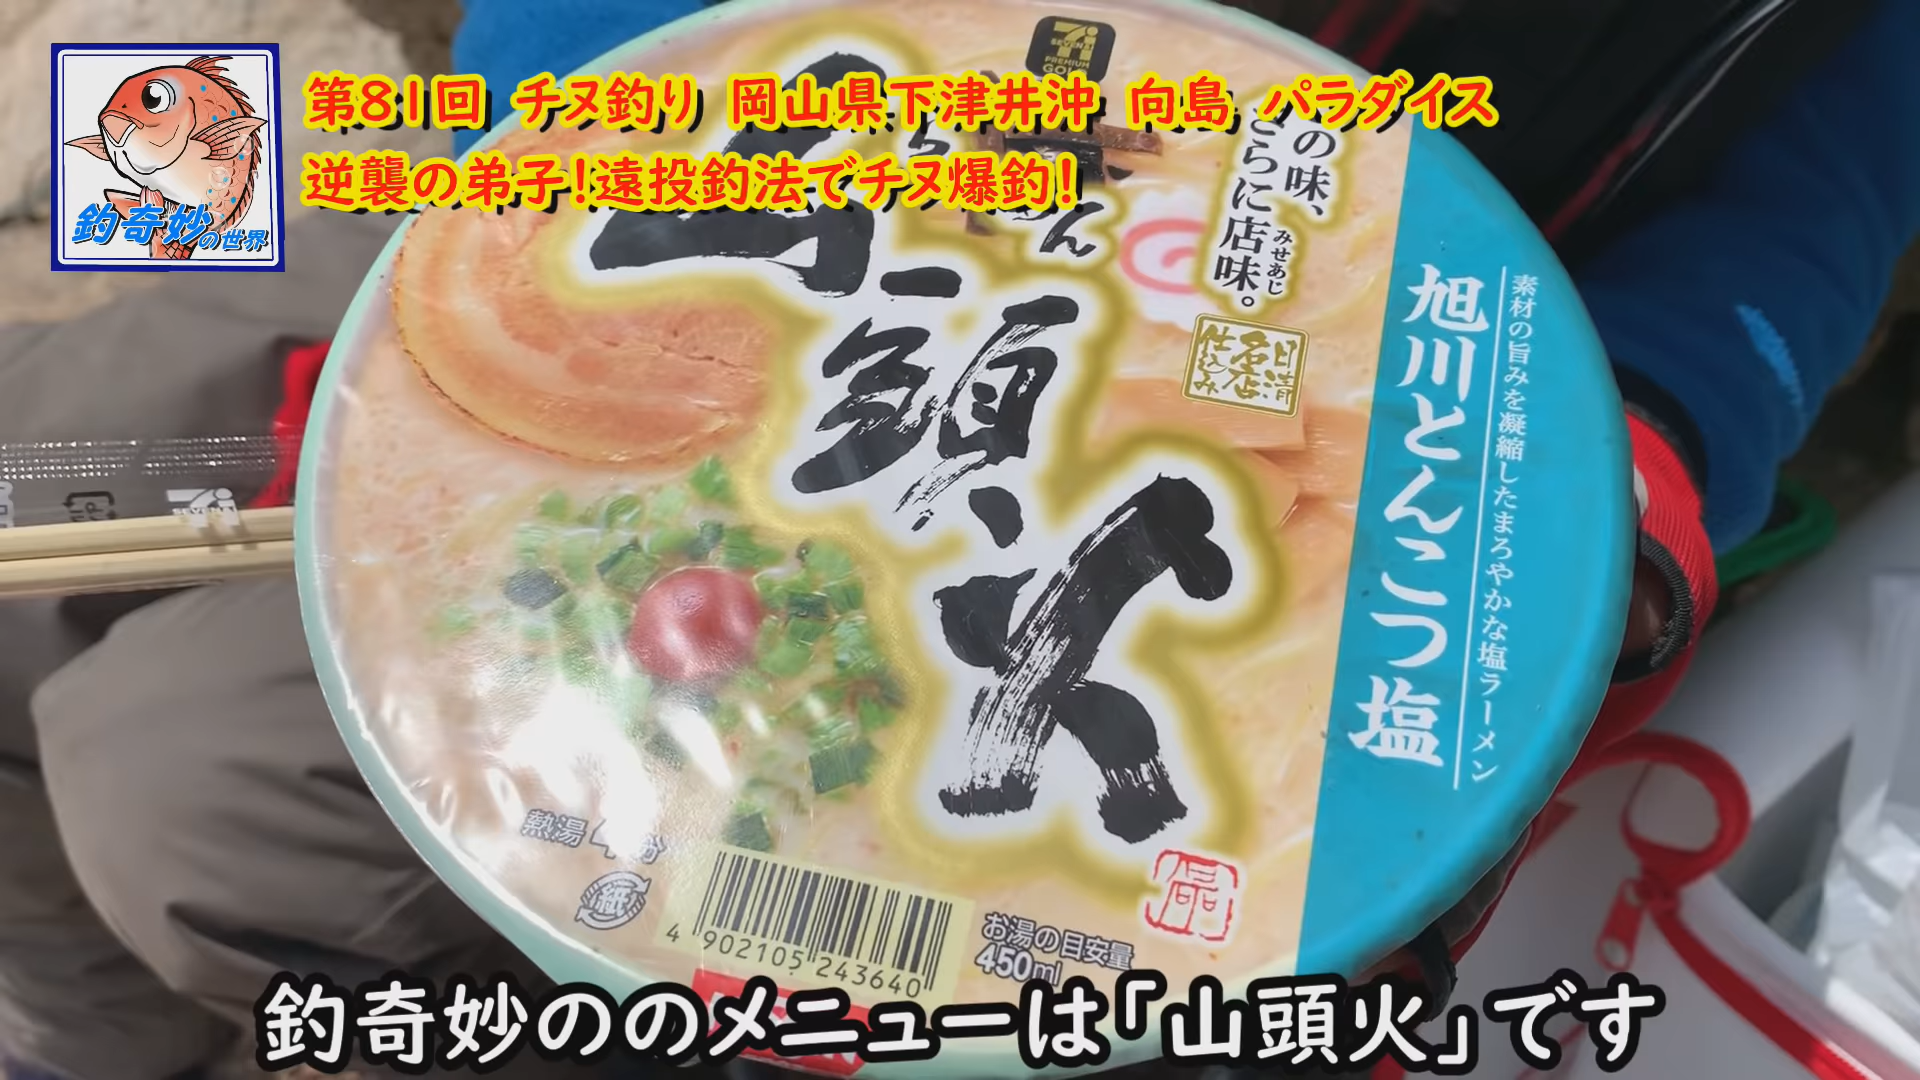 第81回 チヌ釣り 岡山県下津井沖 向島 パラダイス
逆襲の弟子!遠投釣法でチヌ爆釣!
釣奇妙の世界
SEVEN
PREMIUM
GOLD
の味、
さらに店味。
みせあじ
日清
名店
仕込み
山頭火
旭川とんこつ塩
素材の旨みを凝縮したまろやかな塩ラーメン
熱湯
紙
4 902105 243640
お湯の目安量
450ml
釣奇妙ののメニューは「山頭火」です